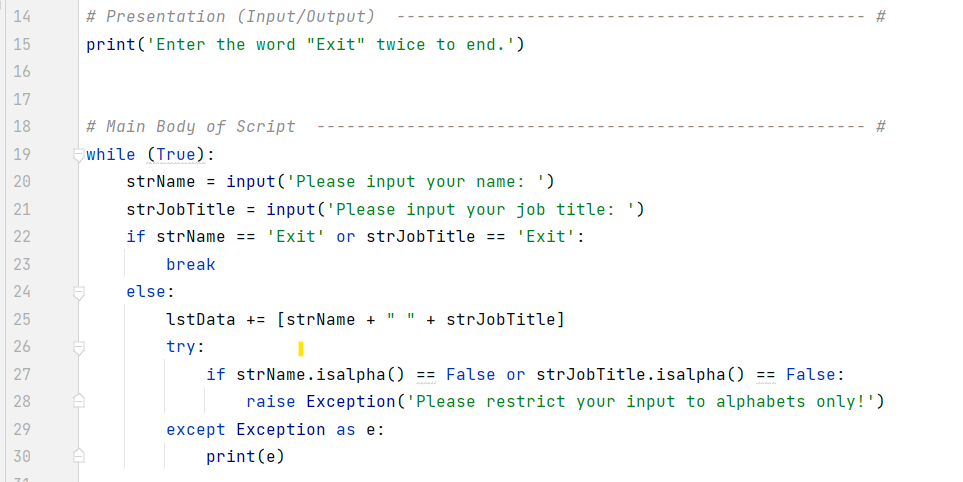 14 # Presentation (Input/Output) ----------------------------------------------- #
15 print('Enter the word "Exit" twice to end.')
16
17
18 # Main Body of Script ------------------------------------------------------- #
19 while (True):
20 strName = input('Please input your name: ')
21 strJobTitle = input('Please input your job title: ')
22 if strName == 'Exit' or strJobTitle == 'Exit':
23 break
24 else:
25 lstData += [strName + " " + strJobTitle]
26 try:
27 if strName.isalpha() == False or strJobTitle.isalpha() == False:
28 raise Exception('Please restrict your input to alphabets only!')
29 except Exception as e:
30 print(e)